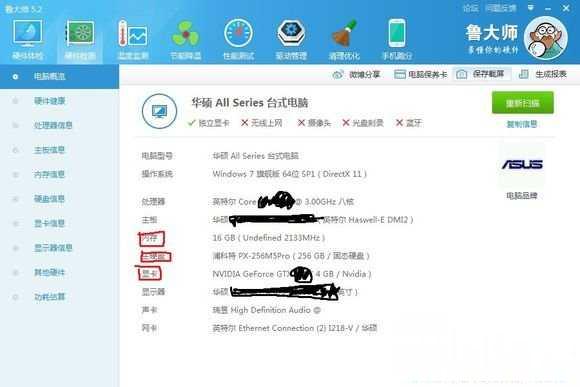 鲁大师 5.2
论坛 问题反馈
硬件体检 硬件检测 温度监测 节能降温 性能测试 驱动管理 清理优化 手机跑分
鲁大师
最懂你的硬件
电脑概览
微博分享 电脑保养卡 保存截屏 生成报表
硬件健康
处理器信息
主板信息
内存信息
硬盘信息
显卡信息
显示器信息
其他硬件
功耗估算
华硕 All Series 台式电脑
独立显卡 无线上网 摄像头 光盘刻录 蓝牙
重新扫描
复制信息
ASUS
电脑品牌
电脑型号 华硕 All Series 台式电脑
操作系统 Windows 7 旗舰版 64位 SP1 ( DirectX 11 )
处理器 英特尔 Core @ 3.00GHz 八核
主板 华硕 英特尔 Haswell-E DMI2 )
内存 16 GB ( Undefined 2133MHz )
主硬盘 浦科特 PX-256M5Pro ( 256 GB / 固态硬盘 )
显卡 NVIDIA GeForce GTX 4 GB / Nvidia )
显示器 华硕 英寸 )
声卡 瑞昱 High Definition Audio @
网卡 英特尔 Ethernet Connection (2) I218-V / 华硕